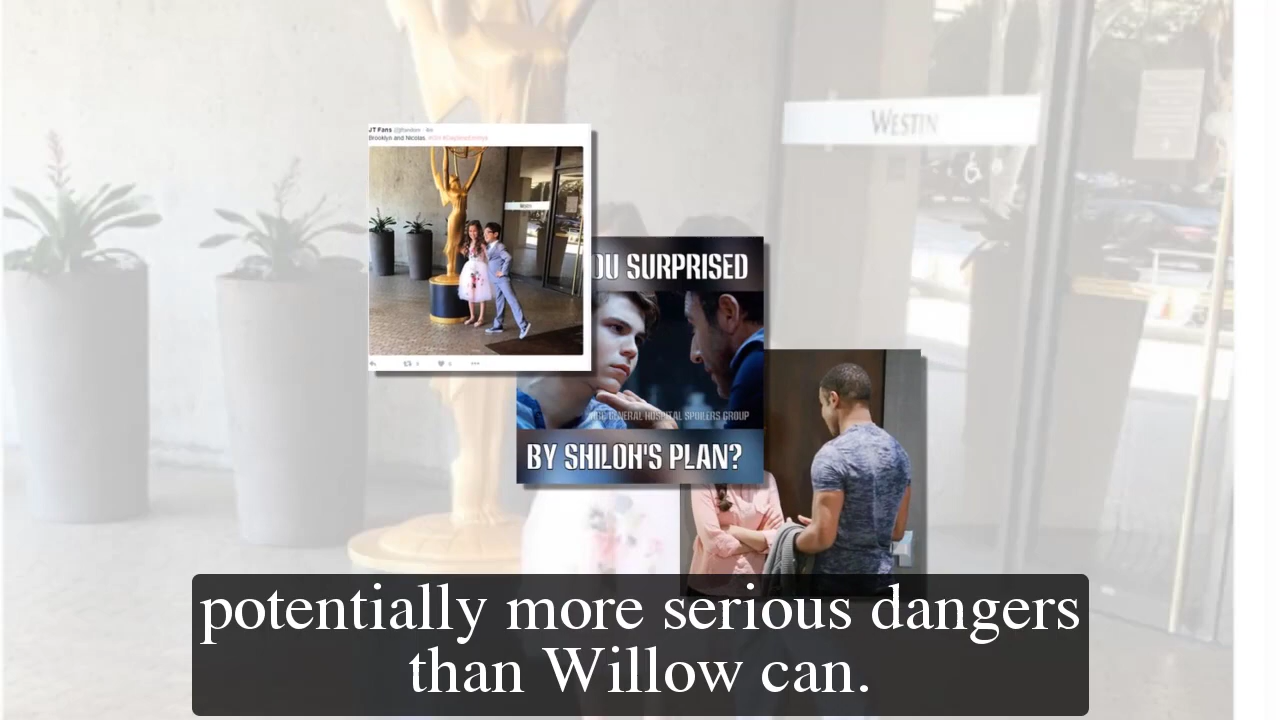 WESTIN
JT Fans
Brooklyn and Nicolas.
OU SURPRISED
GENERAL HOSPITAL SPOILERS GROUP
BY SHILOH'S PLAN?
potentially more serious dangers
than Willow can.